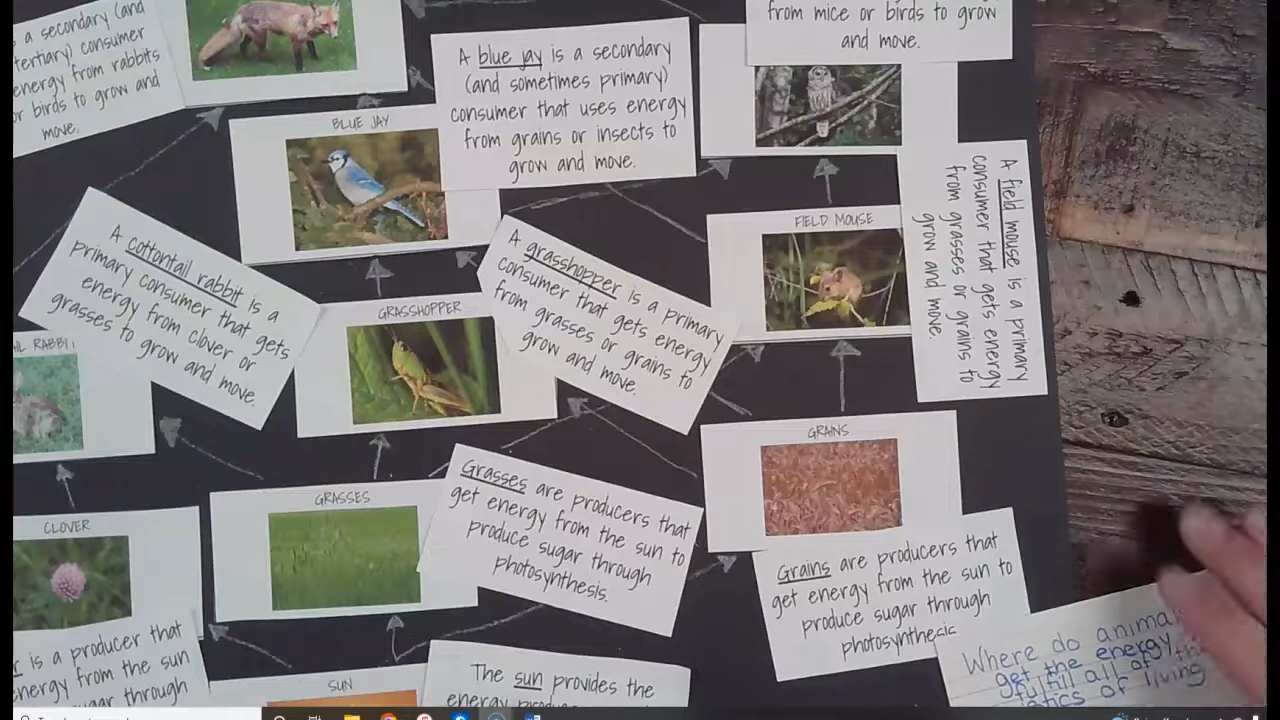 a secondary (and
tertiary) consumer
energy from rabbits
or birds to grow and
move.
A blue jay is a secondary
(and sometimes primary)
consumer that uses energy
from grains or insects to
grow and move.
from mice or birds to grow
and move.
BLUE JAY
A field mouse is a primary
consumer that gets energy
from grasses or grains to
grow and move.
FIELD MOUSE
A cottontail rabbit is a
primary consumer that gets
energy from clover or
grasses to grow and move.
A grasshopper is a primary
consumer that gets energy
from grasses or grains to
grow and move.
GRASSHOPPER
GRAINS
GRASSES
Grasses are producers that
get energy from the sun to
produce sugar through
photosynthesis.
CLOVER
Grains are producers that
get energy from the sun to
produce sugar through
photosynthesis
is a producer that
energy from the sun
sugar through
SUN
The sun provides the
Where do
get the energy
fulfill all of
of living